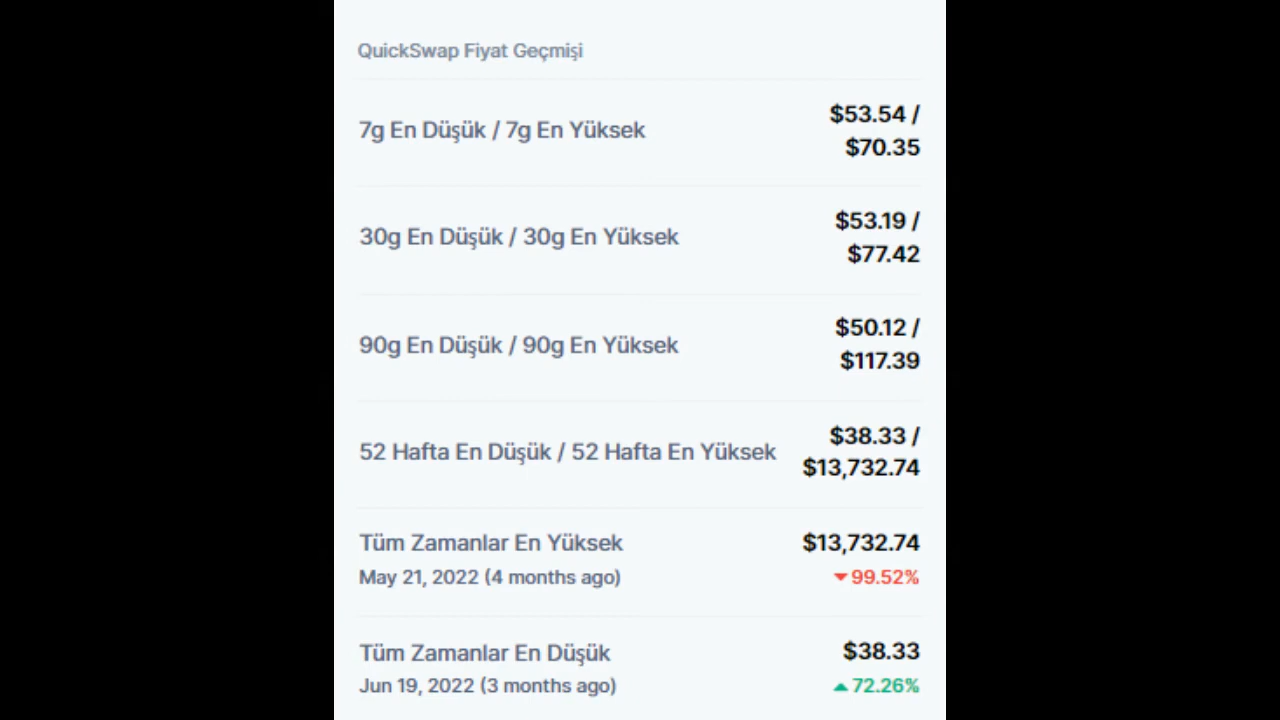 QuickSwap Fiyat Geçmişi
7g En Düşük / 7g En Yüksek
$53.54 /
$70.35
30g En Düşük / 30g En Yüksek
$53.19 /
$77.42
90g En Düşük / 90g En Yüksek
$50.12 /
$117.39
52 Hafta En Düşük / 52 Hafta En Yüksek
$38.33 /
$13,732.74
Tüm Zamanlar En Yüksek
$13,732.74
May 21, 2022 (4 months ago)
99.52%
Tüm Zamanlar En Düşük
$38.33
Jun 19, 2022 (3 months ago)
72.26%